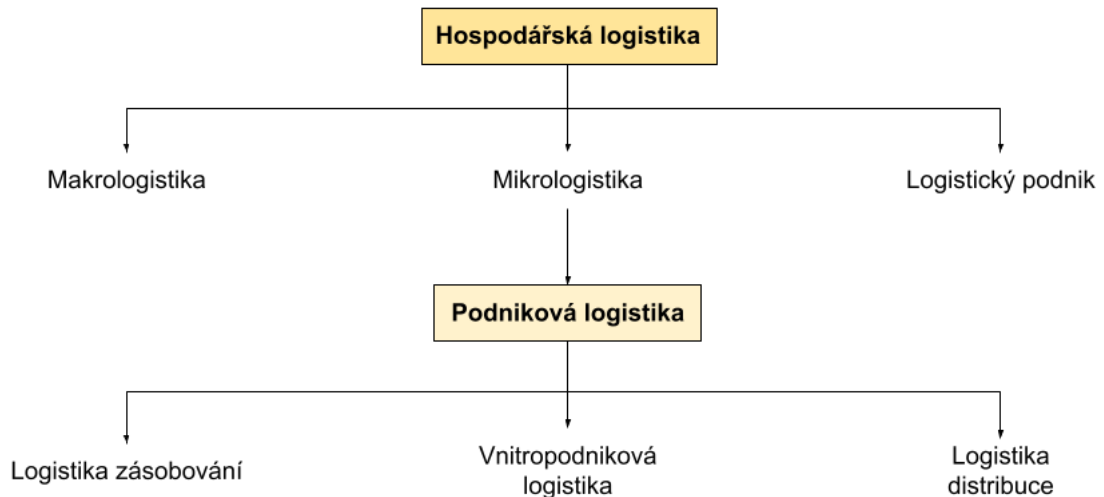 Hospodářská logistika
Makrologistika
Mikrologistika
Logistický podnik
Podniková logistika
Logistika zásobování
Vnitropodniková
logistika
Logistika
distribuce